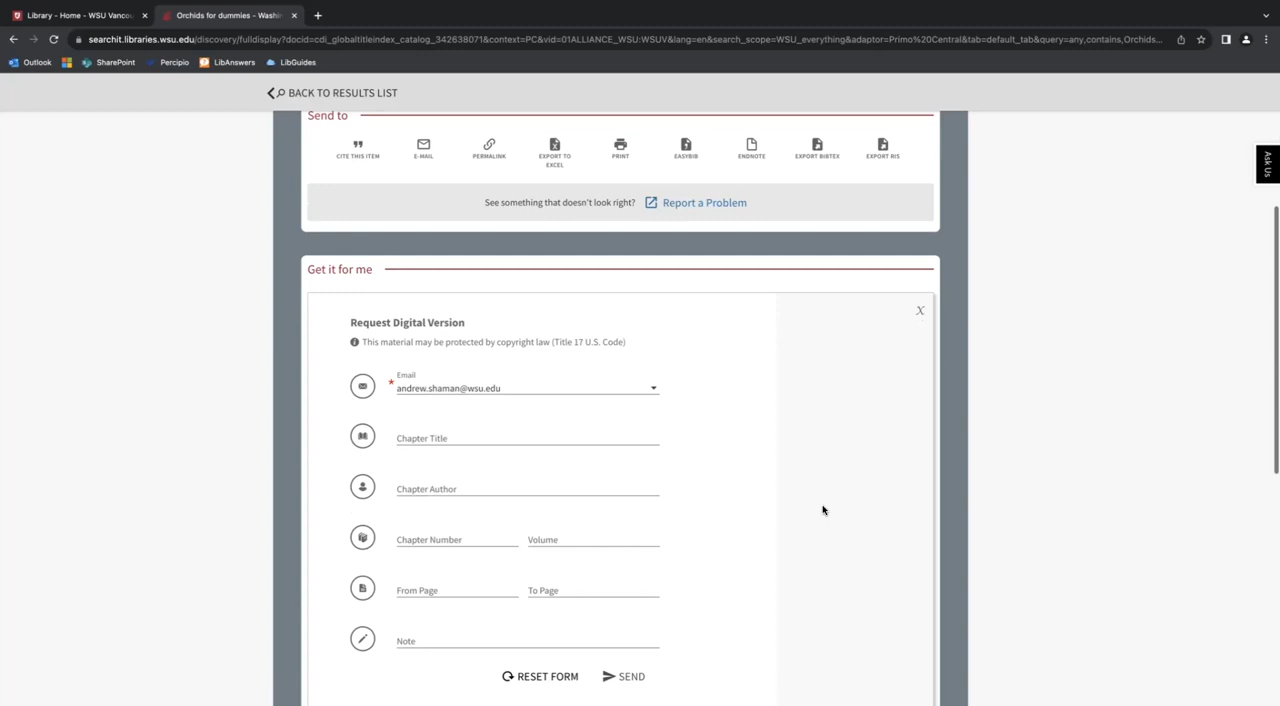 Library - Home - WSU Vancou
Orchids for dummies - Washin
searchit.libraries.wsu.edu/discovery/fulldisplay?docid=cdi_globaltitleindex_catalog_342638071&context=PC&vid=01ALLIANCE_WSU:WSUV&lang=en&search_scope=WSU_everything&adaptor=Primo%20Central&tab=default_tab&query=any,contains,Orchids...
Outlook SharePoint Percipio LibAnswers LibGuides
BACK TO RESULTS LIST
Send to
CITE THIS ITEM
E-MAIL
PERMALINK
EXPORT TO
EXCEL
PRINT
EASYBIB
ENDNOTE
EXPORT BIBTEX
EXPORT RIS
Ask Us
See something that doesn't look right? Report a Problem
Get it for me
X
Request Digital Version
This material may be protected by copyright law (Title 17 U.S. Code)
Email
* andrew.shaman@wsu.edu
Chapter Title
Chapter Author
Chapter Number Volume
From Page To Page
Note
RESET FORM SEND